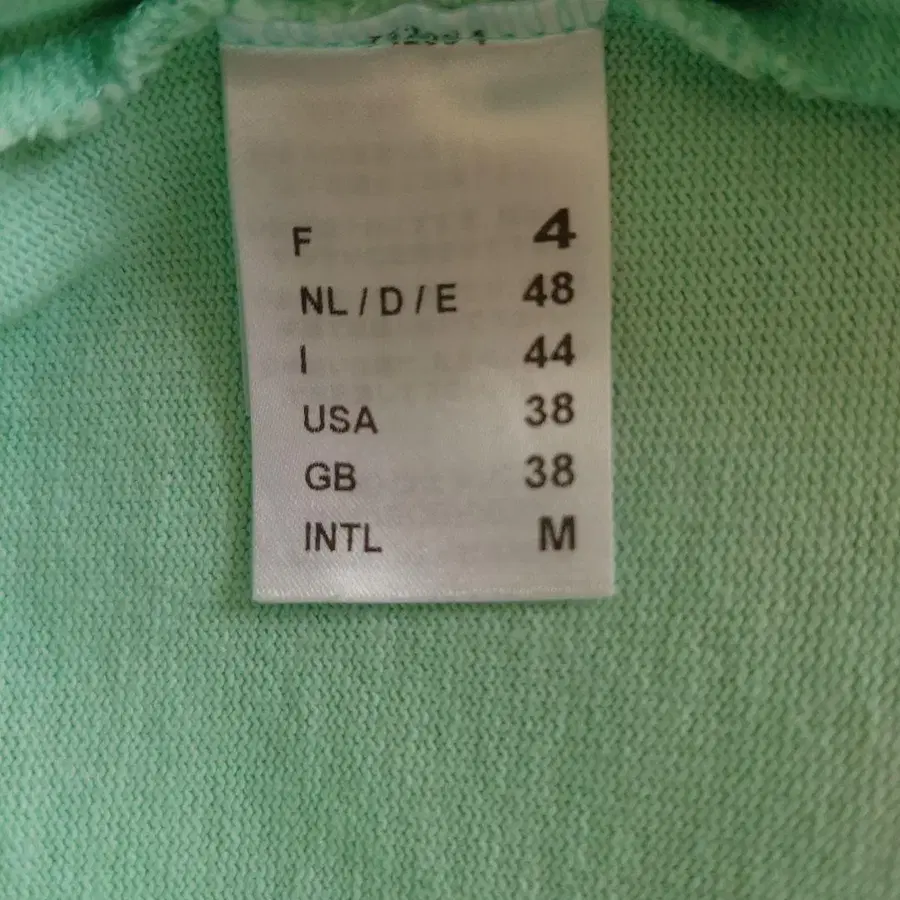 F 4
NL / D / E 48
I 44
USA 38
GB 38
INTL M